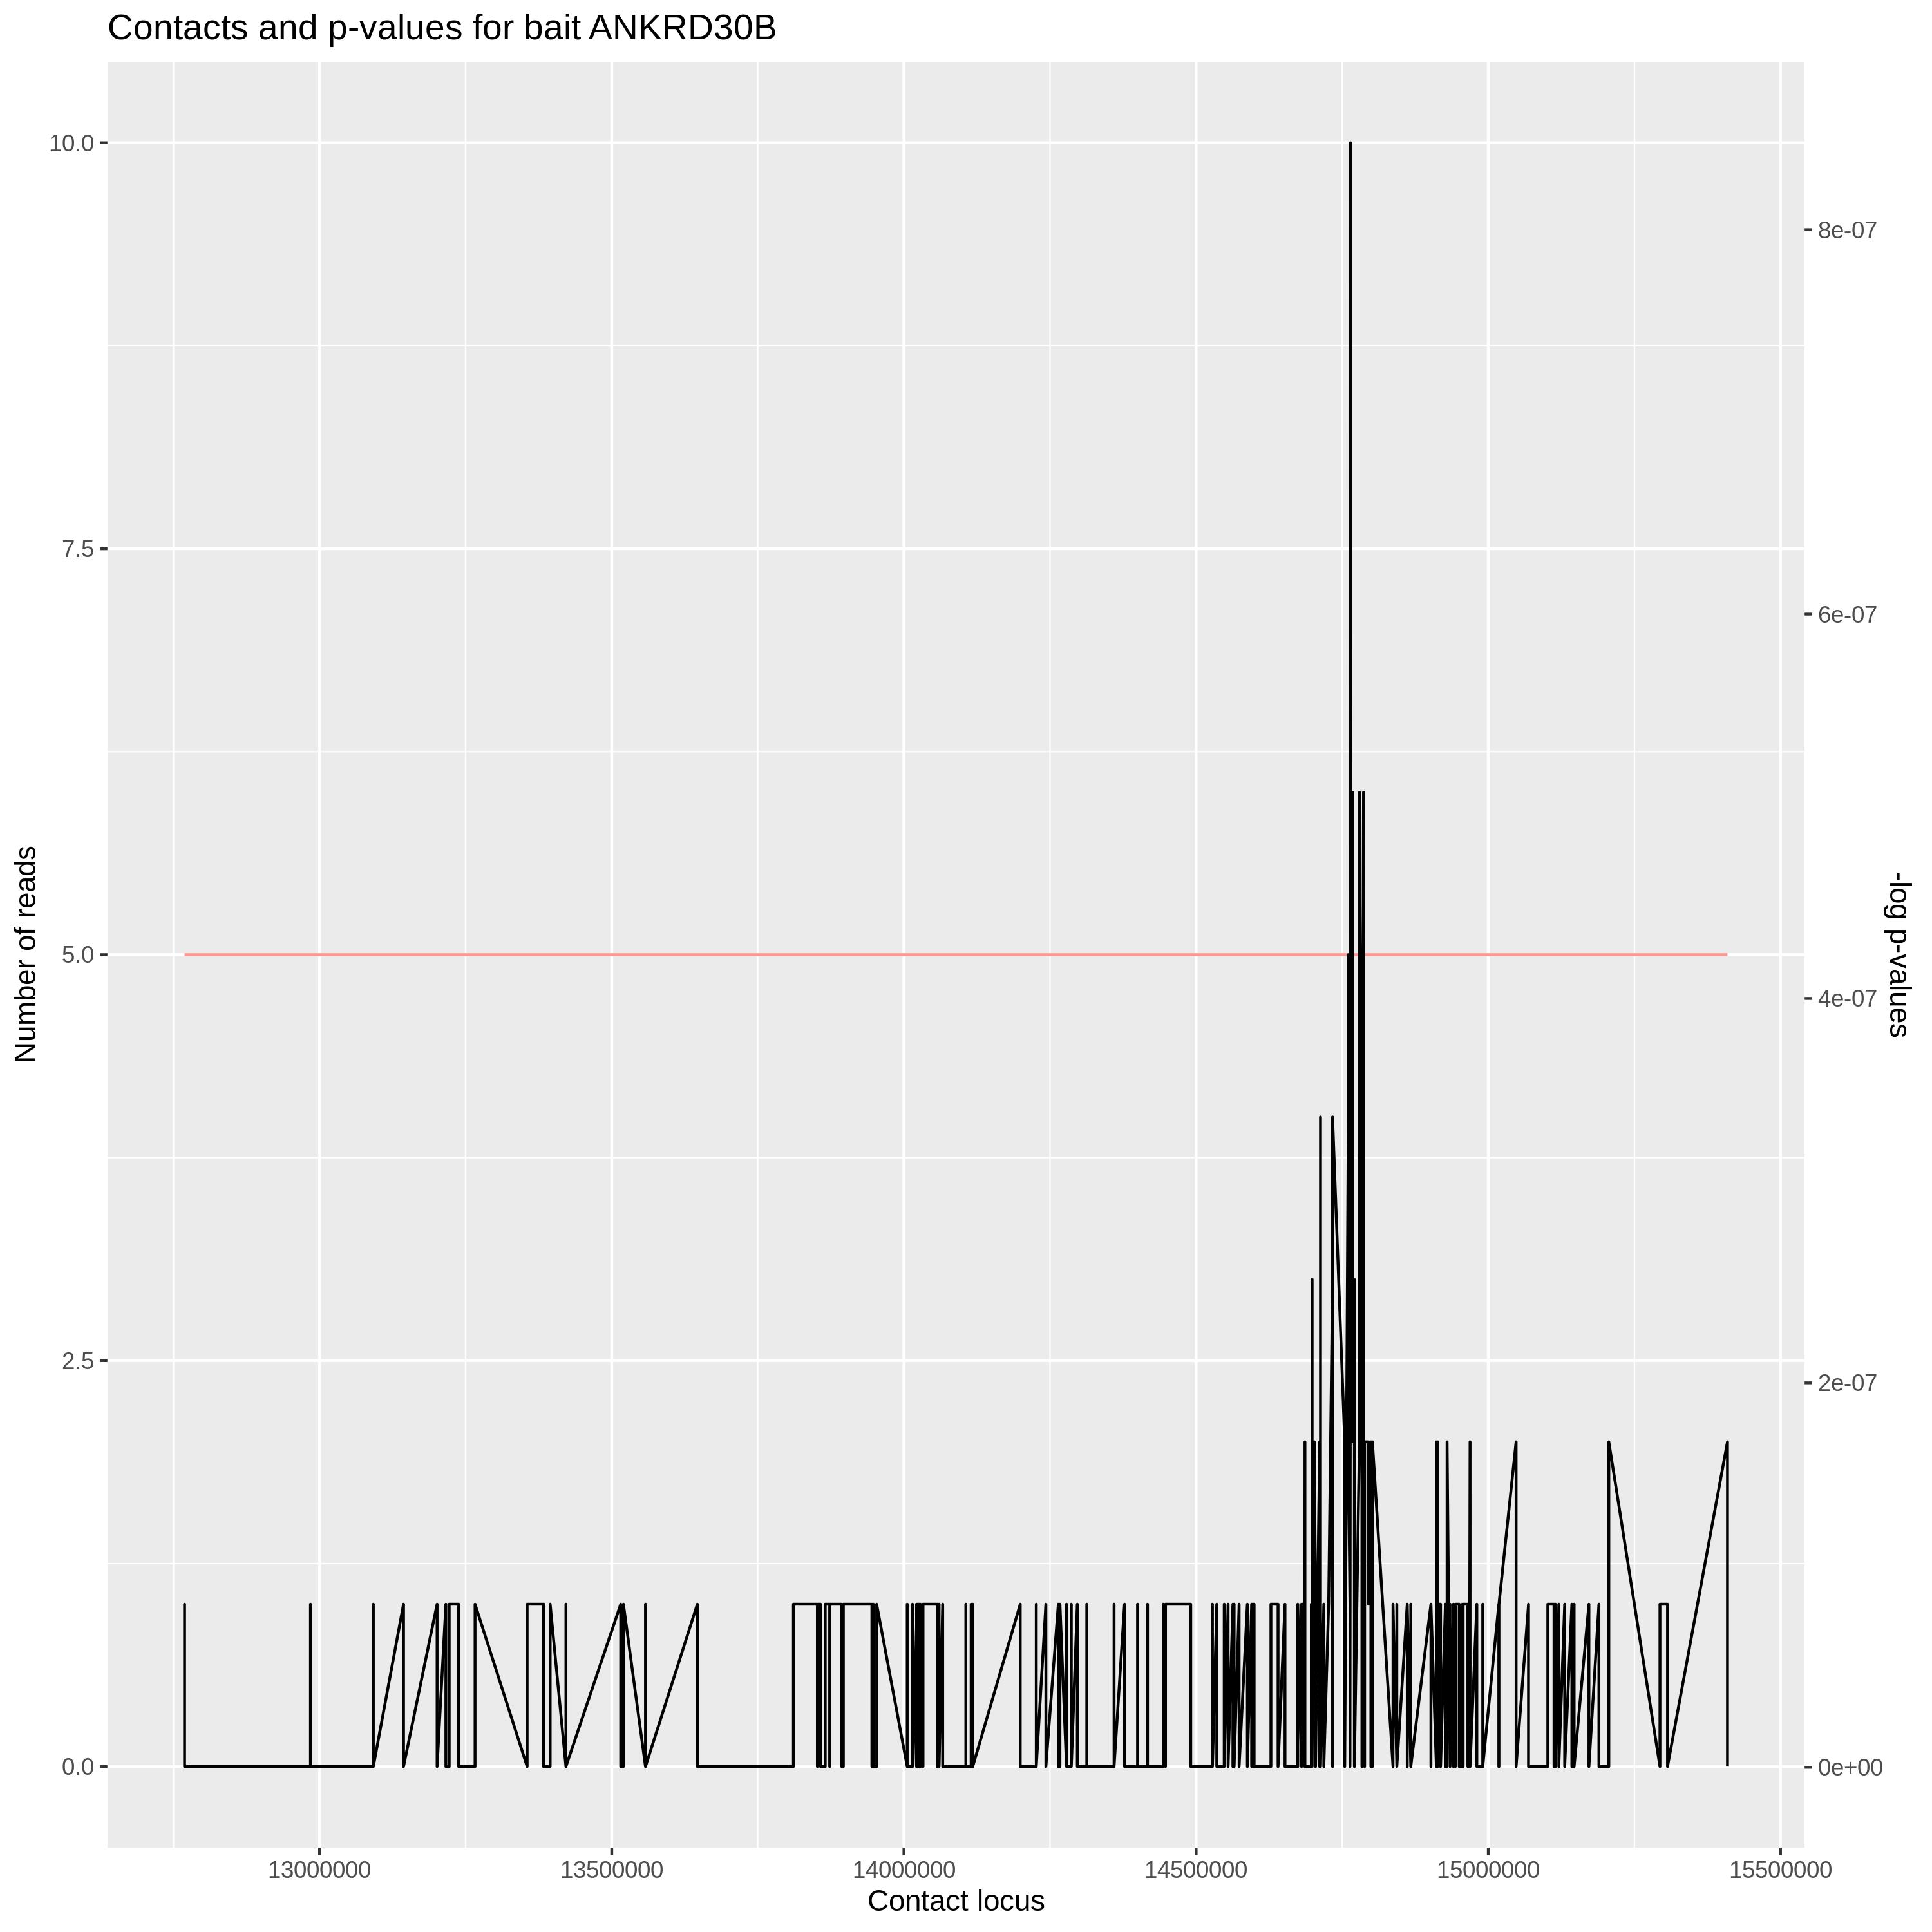 Contacts and p-values for bait ANKRD30B
10.0
7.5
5.0
2.5
0.0
Number of reads
8e-07
6e-07
4e-07
2e-07
0e+00
-log p-values
13000000
13500000
14000000
14500000
15000000
15500000
Contact locus